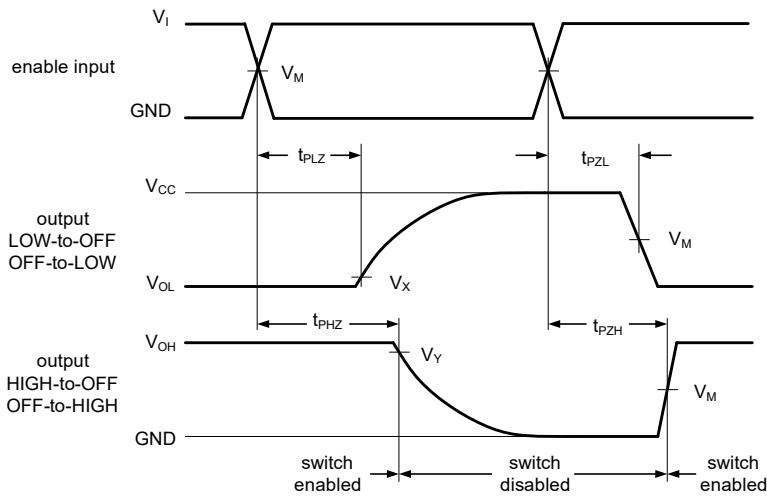 V_I
enable input
V_M
GND
t_PLZ
t_PZL
V_CC
output
LOW-to-OFF
OFF-to-LOW
V_M
V_OL
V_X
t_PHZ
t_PZH
V_OH
V_Y
output
HIGH-to-OFF
OFF-to-HIGH
V_M
GND
switch
enabled
switch
disabled
switch
enabled